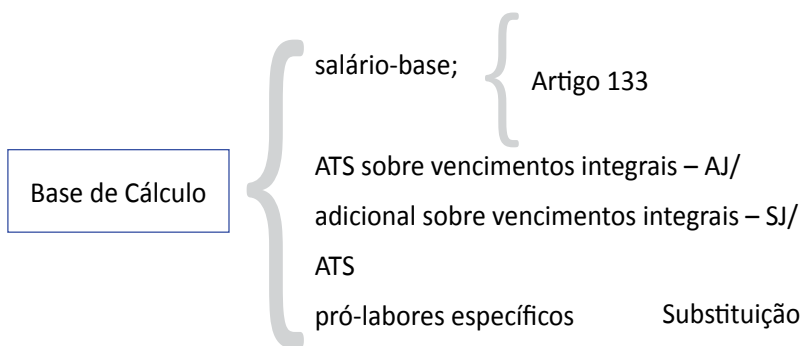 Base de Cálculo
salário-base;
Artigo 133
ATS sobre vencimentos integrais – AJ/
adicional sobre vencimentos integrais – SJ/
ATS
pró-labores específicos
Substituição